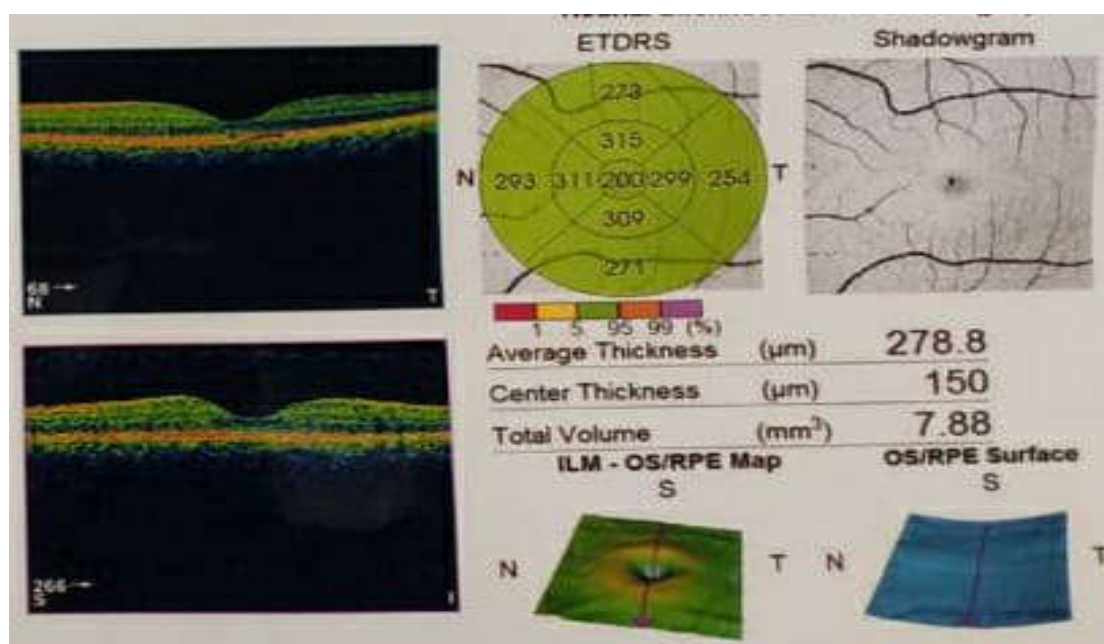 ETDRS
Shadowgram
273
315
N 293 311 200 299 254 T
309
271
1 5 95 99 (%)
Average Thickness (µm) 278.8
Center Thickness (µm) 150
Total Volume (mm³) 7.88
ILM - OS/RPE Map
OS/RPE Surface
S
S
N T
N T
68
N T
266
S I